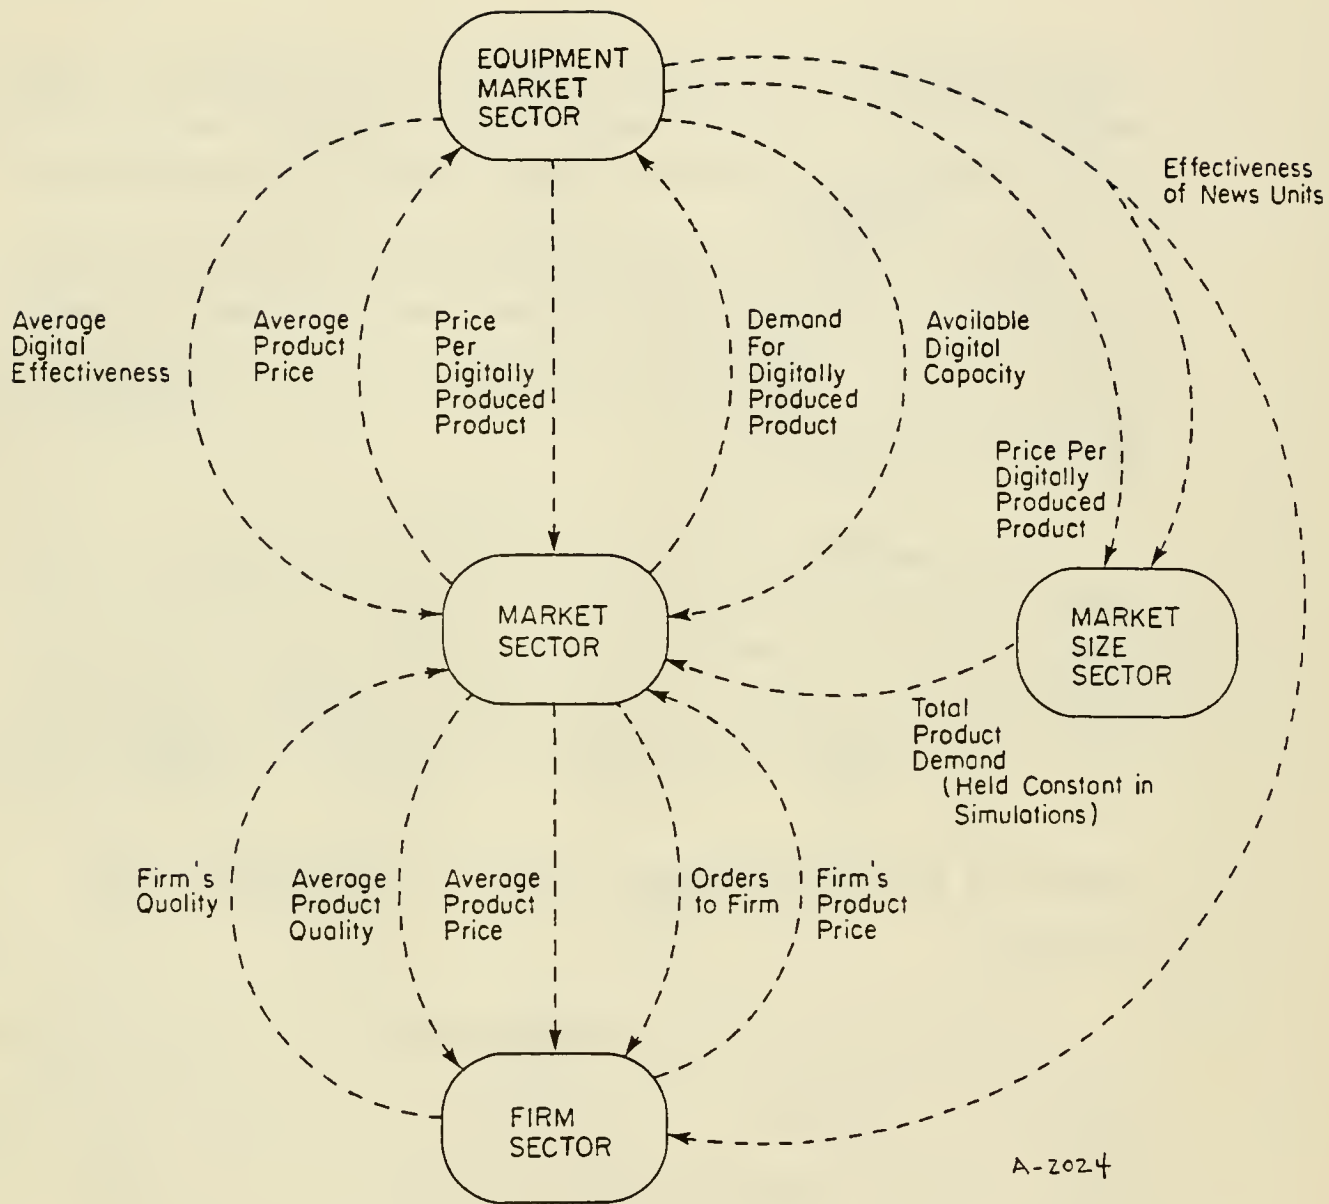 EQUIPMENT
MARKET
SECTOR
Effectiveness
of News Units
Average
Digital
Effectiveness
Average
Product
Price
Price
Per
Digitally
Produced
Product
Demand
For
Digitally
Produced
Product
Available
Digital
Capacity
Price Per
Digitally
Produced
Product
MARKET
SECTOR
MARKET
SIZE
SECTOR
Total
Product
Demand
(Held Constant in
Simulations)
Firm's
Quality
Average
Product
Quality
Average
Product
Price
Orders
to Firm
Firm's
Product
Price
FIRM
SECTOR
A-2024